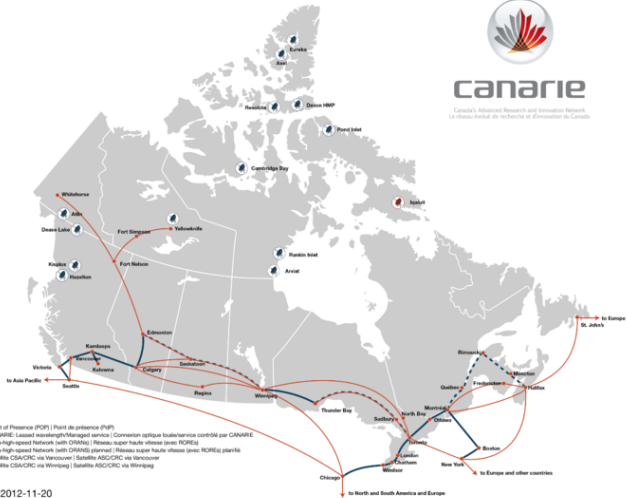 canarie
Canada's Advanced Research and Innovation Network
Le réseau évolué de recherche et d'innovation du Canada
Eureka
Axel
Resolute
Devon HMP
Pond Inlet
Cambridge Bay
Iqaluit
Whitehorse
Atlin
Dease Lake
Fort Simpson
Yellowknife
Rankin Inlet
Arviat
Fort Nelson
Kispiox
Hazelton
to Europe
St. John's
Edmonton
Kamloops
Vancouver
Victoria
Kelowna
Calgary
Saskatoon
to Asia Pacific
Seattle
Regina
Winnipeg
Thunder Bay
Rimouski
Moncton
Québec
Fredericton
Halifax
Montréal
Sudbury
North Bay
Ottawa
Toronto
London
Chatham
Windsor
Boston
New York
to Europe and other countries
Chicago
to North and South America and Europe
t of Presence (POP) | Point de présence (PdP)
NARIE: Leased wavelength/Managed service | Connexion optique louée/service contrôlé par CANARIE
-high-speed Network (with ORANs) | Réseau super haute vitesse (avec ROREs)
-high-speed Network (with ORANS) planned | Réseau super haute vitesse (avec ROREs) planifié
llite CSA/CRC via Vancouver | Satellite ASC/CRC via Vancouver
llite CSA/CRC via Winnipeg | Satellite ASC/CRC via Winnipeg
2012-11-20